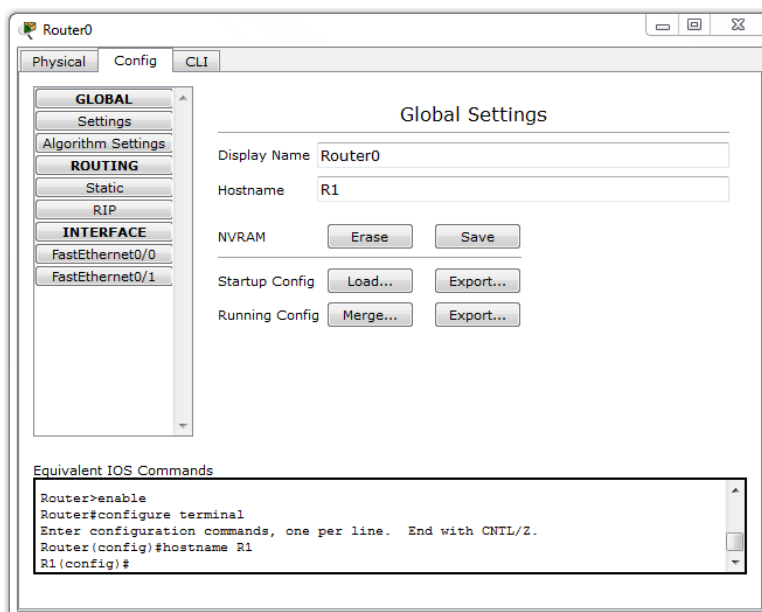 Router0
Physical Config CLI
GLOBAL
Settings
Algorithm Settings
ROUTING
Static
RIP
INTERFACE
FastEthernet0/0
FastEthernet0/1
Global Settings
Display Name Router0
Hostname R1
NVRAM Erase Save
Startup Config Load... Export...
Running Config Merge... Export...
Equivalent IOS Commands
Router>enable
Router#configure terminal
Enter configuration commands, one per line.  End with CNTL/Z.
Router(config)#hostname R1
R1(config)#